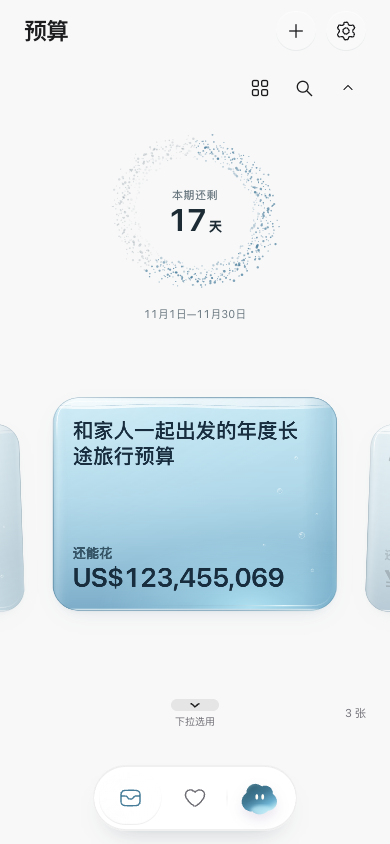 预算
本期还剩
17天
11月1日—11月30日
和家人一起出发的年度长
途旅行预算
还能花
US$123,455,069
下拉选用
3 张